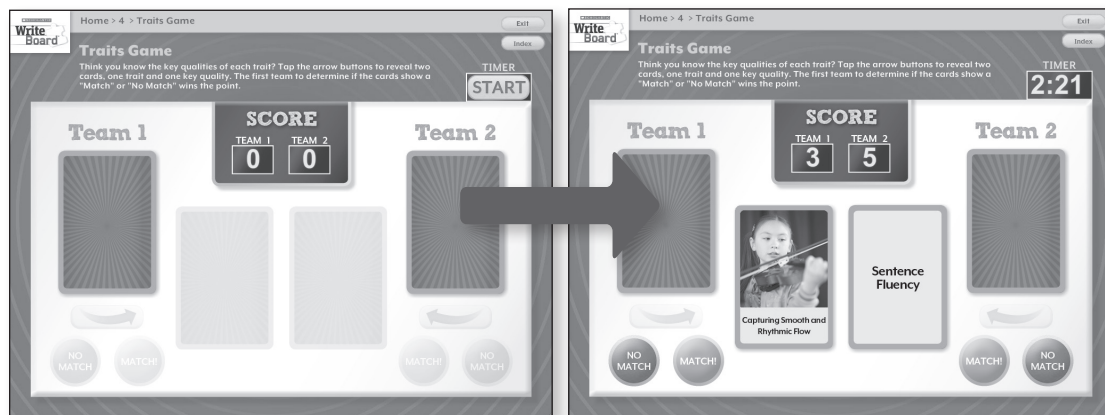 Write
Board
Home > 4 > Traits Game
Exit
Index
Traits Game
Think you know the key qualities of each trait? Tap the arrow buttons to reveal two
cards, one trait and one key quality. The first team to determine if the cards show a
"Match" or "No Match" wins the point.
TIMER
START
Team 1
SCORE
TEAM 1 TEAM 2
0 0
Team 2
NO
MATCH
MATCH!
MATCH!
NO
MATCH
Write
Board
Home > 4 > Traits Game
Exit
Index
Traits Game
Think you know the key qualities of each trait? Tap the arrow buttons to reveal two
cards, one trait and one key quality. The first team to determine if the cards show a
"Match" or "No Match" wins the point.
TIMER
2:21
Team 1
SCORE
TEAM 1 TEAM 2
3 5
Team 2
Capturing Smooth and
Rhythmic Flow
Sentence
Fluency
NO
MATCH
MATCH!
MATCH!
NO
MATCH